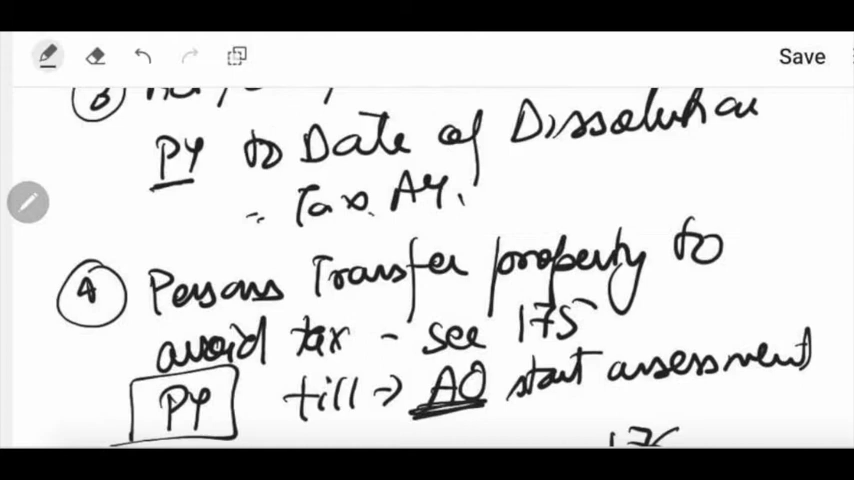 Save
3
PY to Date of Dissolution
= Tax AY.
4 Persons Transfer property to
avoid tax - see 175
PY till → AO start assessment